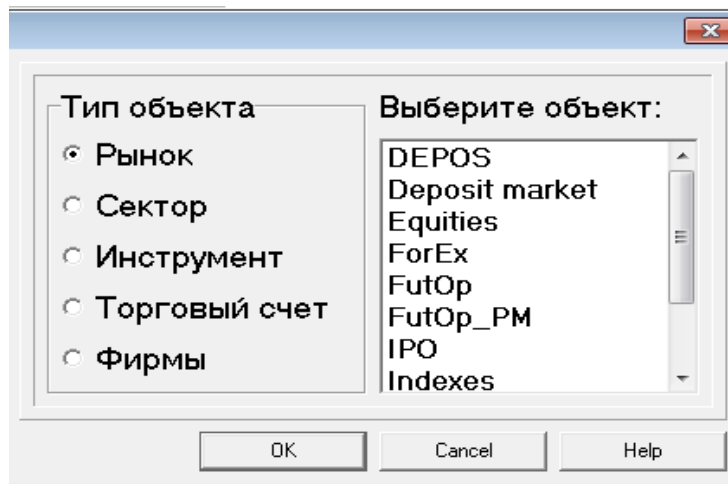 Тип объекта
Рынок
Сектор
Инструмент
Торговый счет
Фирмы
Выберите объект:
DEPOS
Deposit market
Equities
ForEx
FutOp
FutOp_PM
IPO
Indexes
OK
Cancel
Help